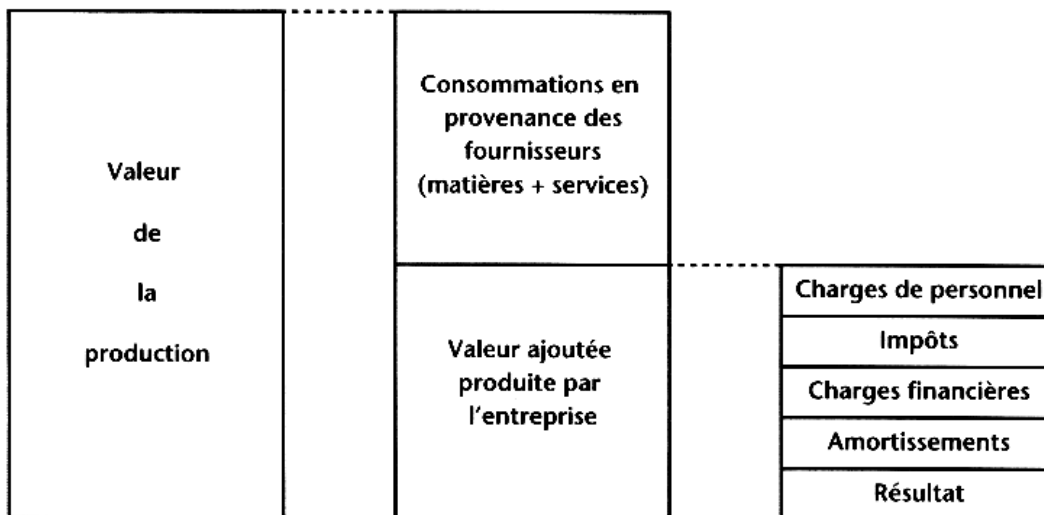 Valeur
de
la
production
Consommations en
provenance des
fournisseurs
(matières + services)
Valeur ajoutée
produite par
l'entreprise
Charges de personnel
Impôts
Charges financières
Amortissements
Résultat